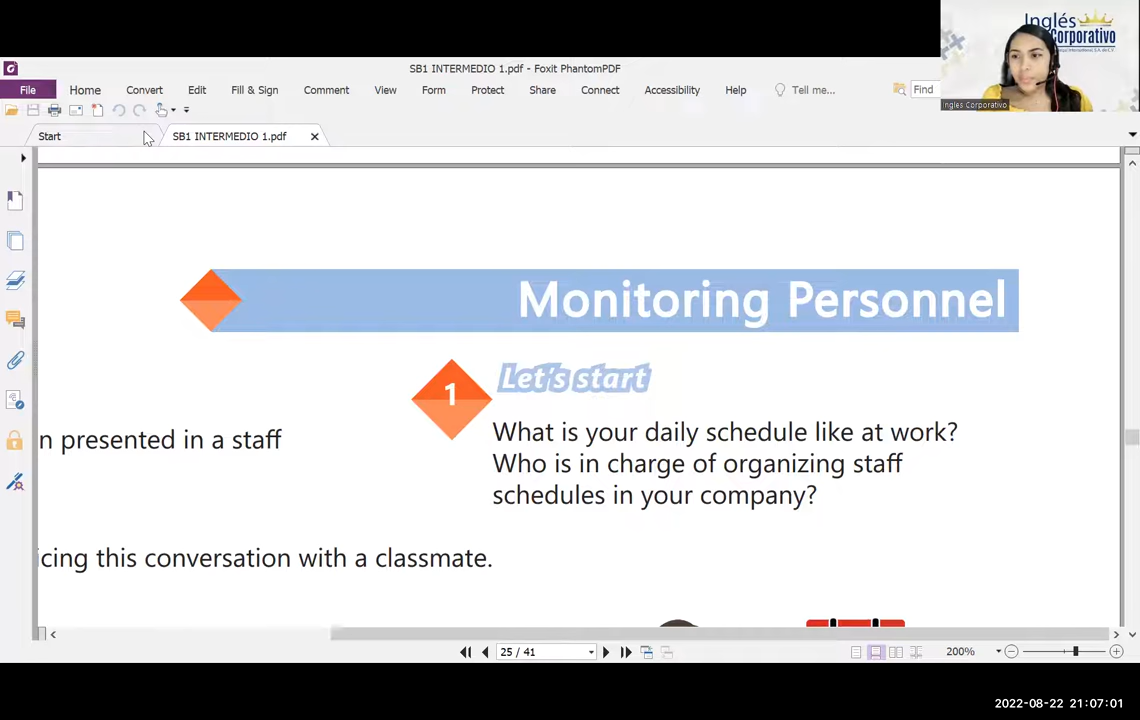 Inglés
Corporativo
Ingles Corporativo
SB1 INTERMEDIO 1.pdf - Foxit PhantomPDF
File Home Convert Edit Fill & Sign Comment View Form Protect Share Connect Accessibility Help Tell me... Find
Start SB1 INTERMEDIO 1.pdf
Monitoring Personnel
1 Let's start
What is your daily schedule like at work?
n presented in a staff
Who is in charge of organizing staff
schedules in your company?
icing this conversation with a classmate.
25 / 41 200%
2022-08-22 21:07:01